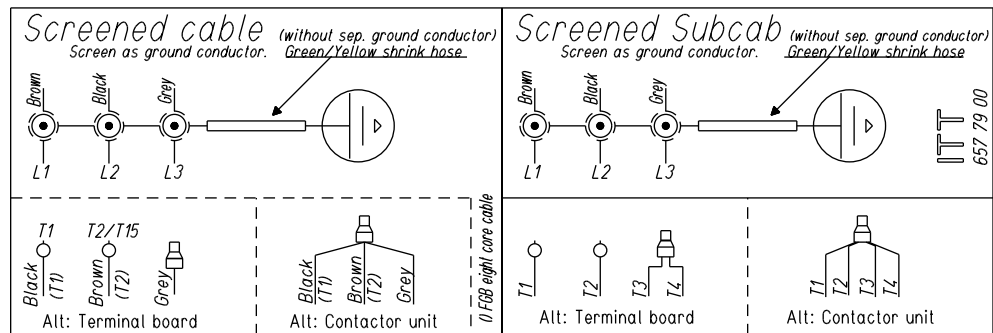 Screened cable (without sep. ground conductor)
Screen as ground conductor. Green/Yellow shrink hose
Brown
Black
Grey
L1
L2
L3
T1
T2/T15
Black
(T1)
Brown
(T2)
Grey
Alt: Terminal board
Black
(T1)
Brown
(T2)
Grey
Alt: Contactor unit
() FGB eight core cable
Screened Subcab (without sep. ground conductor)
Screen as ground conductor. Green/Yellow shrink hose
Brown
Black
Grey
L1
L2
L3
ITT
657 79 00
T1
T2
T3
T4
Alt: Terminal board
T1
T2
T3
T4
Alt: Contactor unit